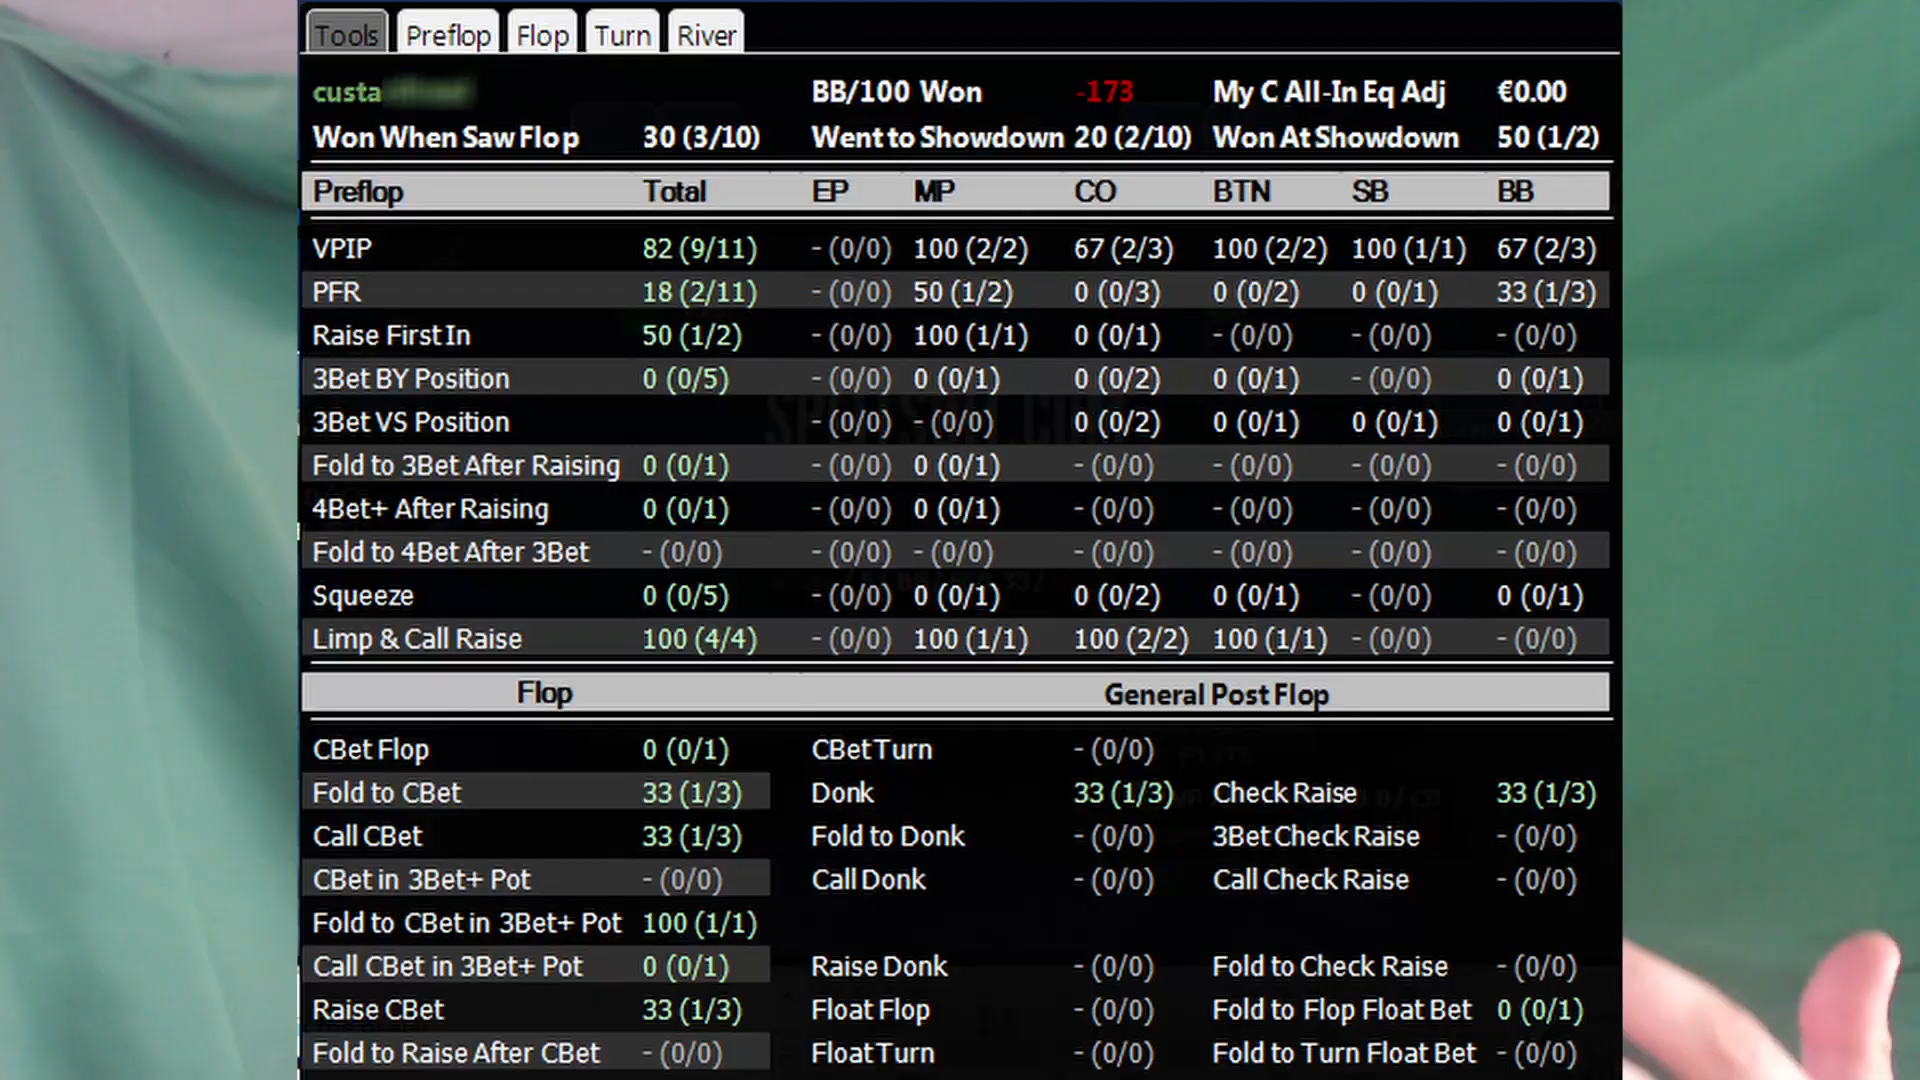 Tools Preflop Flop Turn River
custa BB/100 Won -173 My C All-In Eq Adj €0.00
Won When Saw Flop 30 (3/10) Went to Showdown 20 (2/10) Won At Showdown 50 (1/2)
Preflop Total EP MP CO BTN SB BB
VPIP 82 (9/11) - (0/0) 100 (2/2) 67 (2/3) 100 (2/2) 100 (1/1) 67 (2/3)
PFR 18 (2/11) - (0/0) 50 (1/2) 0 (0/3) 0 (0/2) 0 (0/1) 33 (1/3)
Raise First In 50 (1/2) - (0/0) 100 (1/1) 0 (0/1) - (0/0) - (0/0) - (0/0)
3Bet BY Position 0 (0/5) - (0/0) 0 (0/1) 0 (0/2) 0 (0/1) - (0/0) 0 (0/1)
3Bet VS Position - (0/0) - (0/0) 0 (0/2) 0 (0/1) 0 (0/1) 0 (0/1)
Fold to 3Bet After Raising 0 (0/1) - (0/0) 0 (0/1) - (0/0) - (0/0) - (0/0) - (0/0)
4Bet+ After Raising 0 (0/1) - (0/0) 0 (0/1) - (0/0) - (0/0) - (0/0) - (0/0)
Fold to 4Bet After 3Bet - (0/0) - (0/0) - (0/0) - (0/0) - (0/0) - (0/0) - (0/0)
Squeeze 0 (0/5) - (0/0) 0 (0/1) 0 (0/2) 0 (0/1) - (0/0) 0 (0/1)
Limp & Call Raise 100 (4/4) - (0/0) 100 (1/1) 100 (2/2) 100 (1/1) - (0/0) - (0/0)
Flop General Post Flop
CBet Flop 0 (0/1) CBet Turn - (0/0)
Fold to CBet 33 (1/3) Donk 33 (1/3) Check Raise 33 (1/3)
Call CBet 33 (1/3) Fold to Donk - (0/0) 3Bet Check Raise - (0/0)
CBet in 3Bet+ Pot - (0/0) Call Donk - (0/0) Call Check Raise - (0/0)
Fold to CBet in 3Bet+ Pot 100 (1/1)
Call CBet in 3Bet+ Pot 0 (0/1) Raise Donk - (0/0) Fold to Check Raise - (0/0)
Raise CBet 33 (1/3) Float Flop - (0/0) Fold to Flop Float Bet 0 (0/1)
Fold to Raise After CBet - (0/0) Float Turn - (0/0) Fold to Turn Float Bet - (0/0)